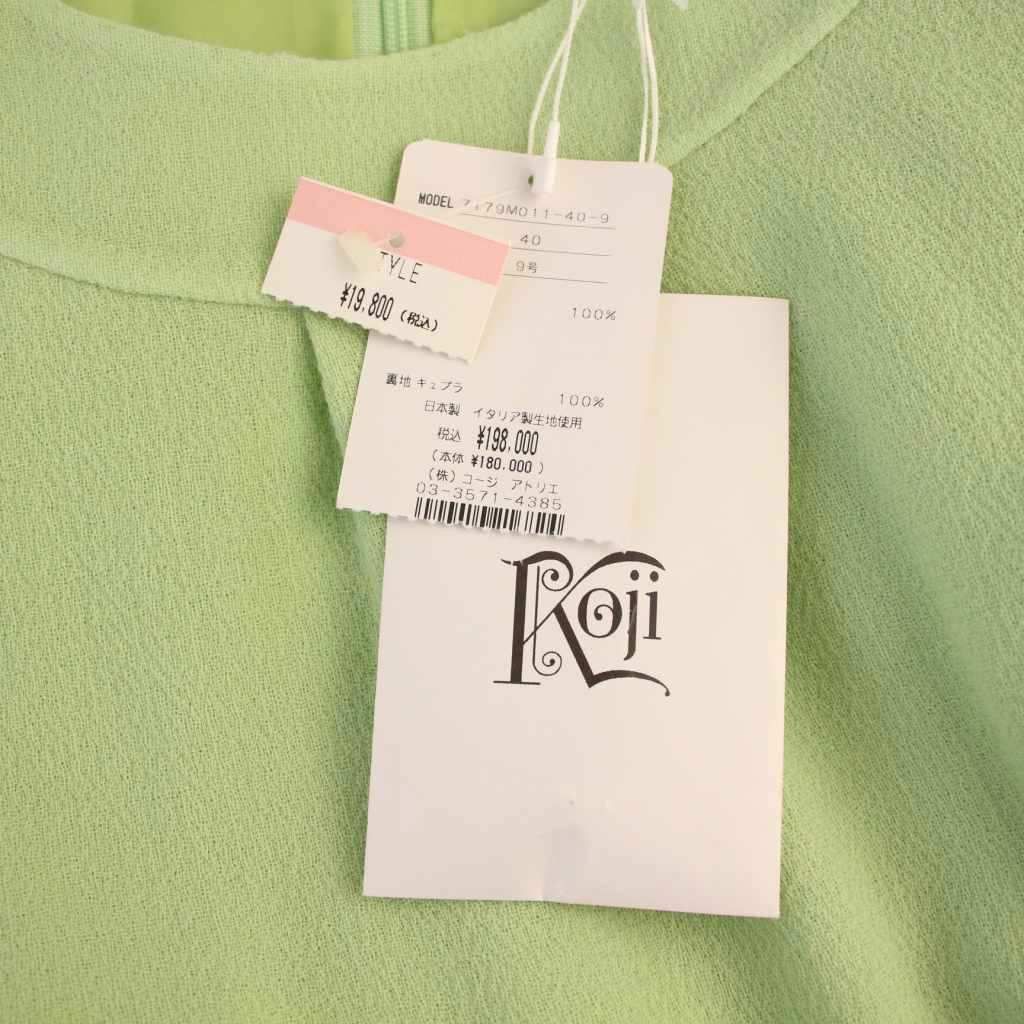 MODEL 7179M011-40-9
40
9号
100%
裏地 キュプラ
100%
日本製 イタリア製生地使用
税込 ¥198,000
(本体 ¥180,000 )
(株) コージ アトリエ
03-3571-4385
TYLE
¥19,800 (税込)
Koji